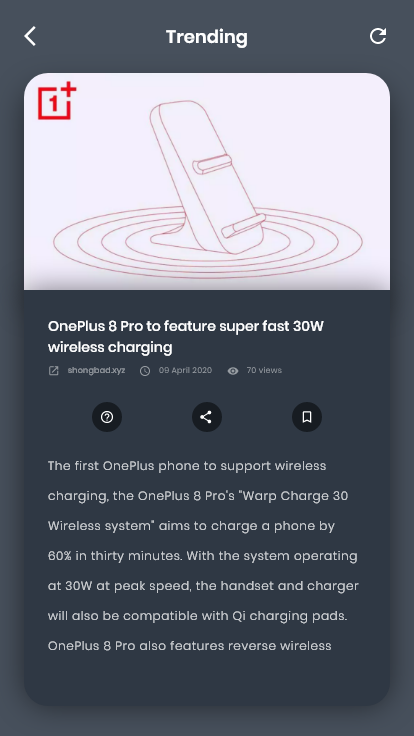 Trending
1+
OnePlus 8 Pro to feature super fast 30W
wireless charging
shongbad.xyz 09 April 2020 70 views
The first OnePlus phone to support wireless
charging, the OnePlus 8 Pro's "Warp Charge 30
Wireless system" aims to charge a phone by
60% in thirty minutes. With the system operating
at 30W at peak speed, the handset and charger
will also be compatible with Qi charging pads.
OnePlus 8 Pro also features reverse wireless